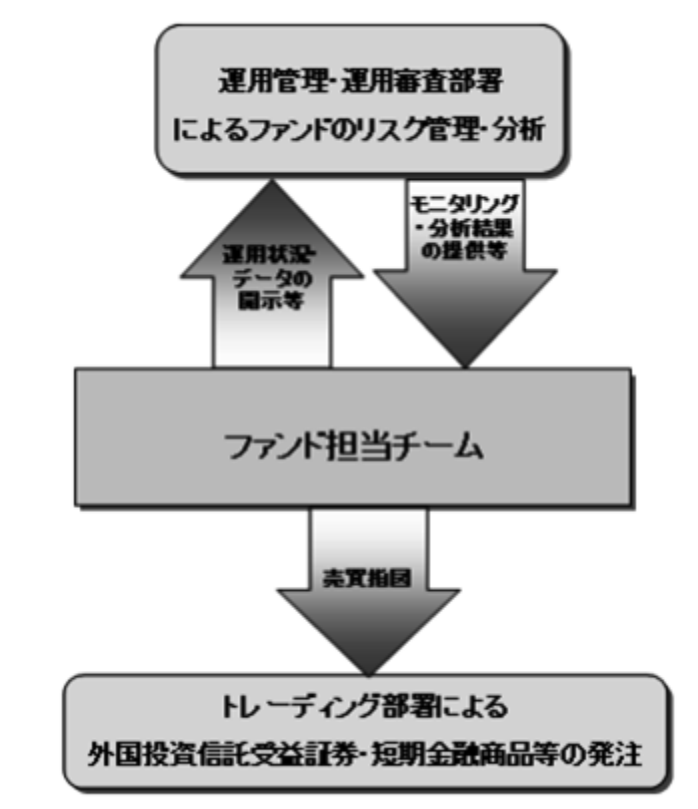 運用管理・運用審査部署
によるファンドのリスク管理・分析
運用状況・
データの
開示等
モニタリング
・分析結果
の提供等
ファンド担当チーム
売買指図
トレーディング部署による
外国投資信託受益証券・短期金融商品等の発注